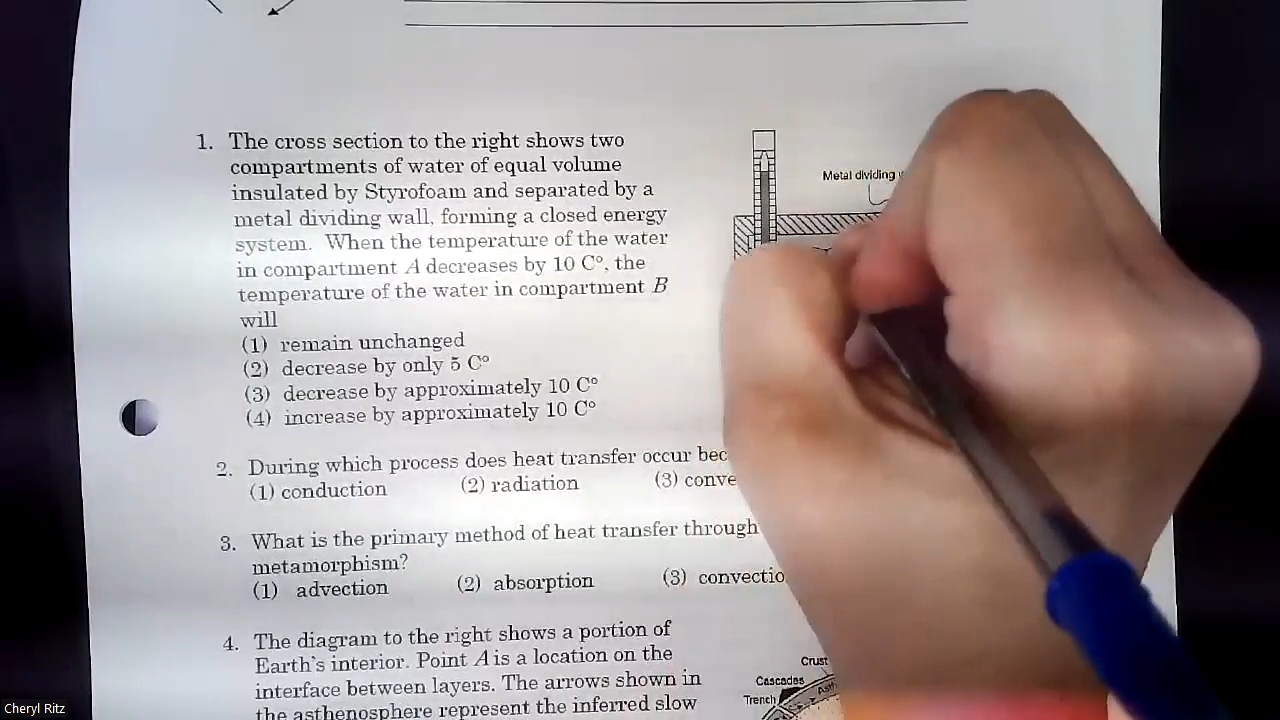 1. The cross section to the right shows two
compartments of water of equal volume
insulated by Styrofoam and separated by a
metal dividing wall, forming a closed energy
system. When the temperature of the water
in compartment A decreases by 10 C°, the
temperature of the water in compartment B
will
(1) remain unchanged
(2) decrease by only 5 C°
(3) decrease by approximately 10 C°
(4) increase by approximately 10 C°
Metal dividing
2. During which process does heat transfer occur bec
(1) conduction (2) radiation (3) conve
3. What is the primary method of heat transfer through
metamorphism?
(1) advection (2) absorption (3) convectio
4. The diagram to the right shows a portion of
Earth's interior. Point A is a location on the
interface between layers. The arrows shown in
the asthenosphere represent the inferred slow
Crust
Cascades
Trench
Cheryl Ritz